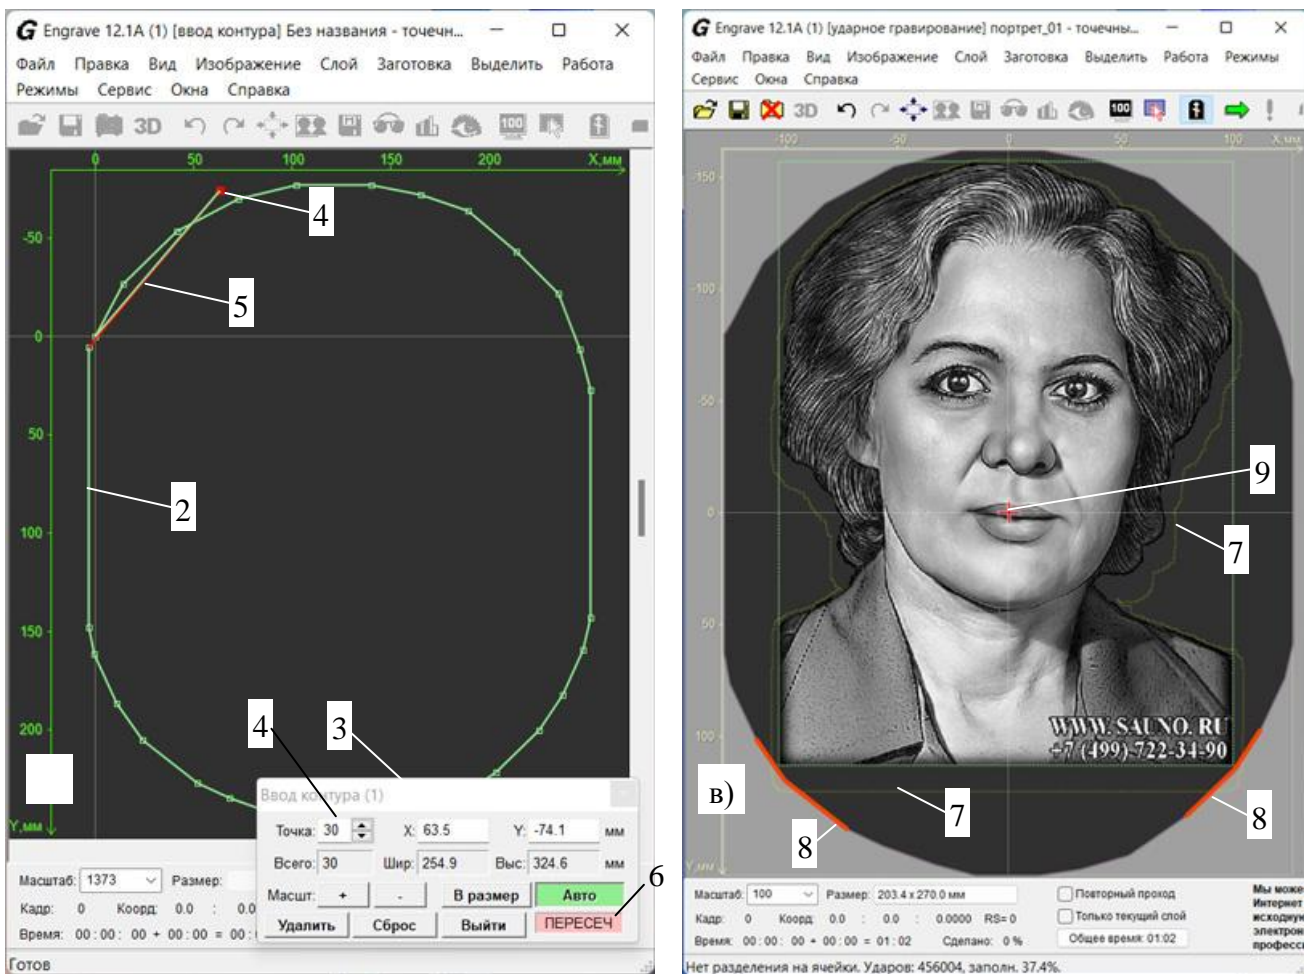 G Engrave 12.1A (1) [ввод контура] Без названия - точечн...
Файл Правка Вид Изображение Слой Заготовка Выделить Работа
Режимы Сервис Окна Справка
3D 100
0 50 100 150 200 X,мм
4
-50
5
0
50
2
100
150
200
4
3
Y,мм
Ввод контура (1)
Точка: 30 X: 63.5 Y: -74.1 мм
Всего: 30 Шир: 254.9 Выс: 324.6 мм
Масшт: + - В размер Авто
Удалить Сброс Выйти ПЕРЕСЕЧ
6
Масштаб: 1373 Размер:
Кадр: 0 Коорд: 0.0 : 0.0
Время: 00:00: 00 + 00:00 = 00:
Готов
G Engrave 12.1A (1) [ударное гравирование] портрет_01 - точечны...
Файл Правка Вид Изображение Слой Заготовка Выделить Работа Режимы
Сервис Окна Справка
3D 100
-100 0 100 X,мм
-150
-100
-50
9
0
7
50
WWW. SAUNO. RU
100
+7 (499)-722-34-90
в)
7
8
8
Y,мм
Масштаб: 100 Размер: 203.4 x 270.0 мм Повторный проход
Кадр: 0 Коорд: 0.0 : 0.0 : 0.0000 RS= 0 Только текущий слой
Время: 00:00: 00 + 00:00 = 01:02 Сделано: 0 % Общее время: 01:02
Мы може
Интернет
исходную
электрон
професси
Нет разделения на ячейки. Ударов: 456004, заполн. 37.4%.